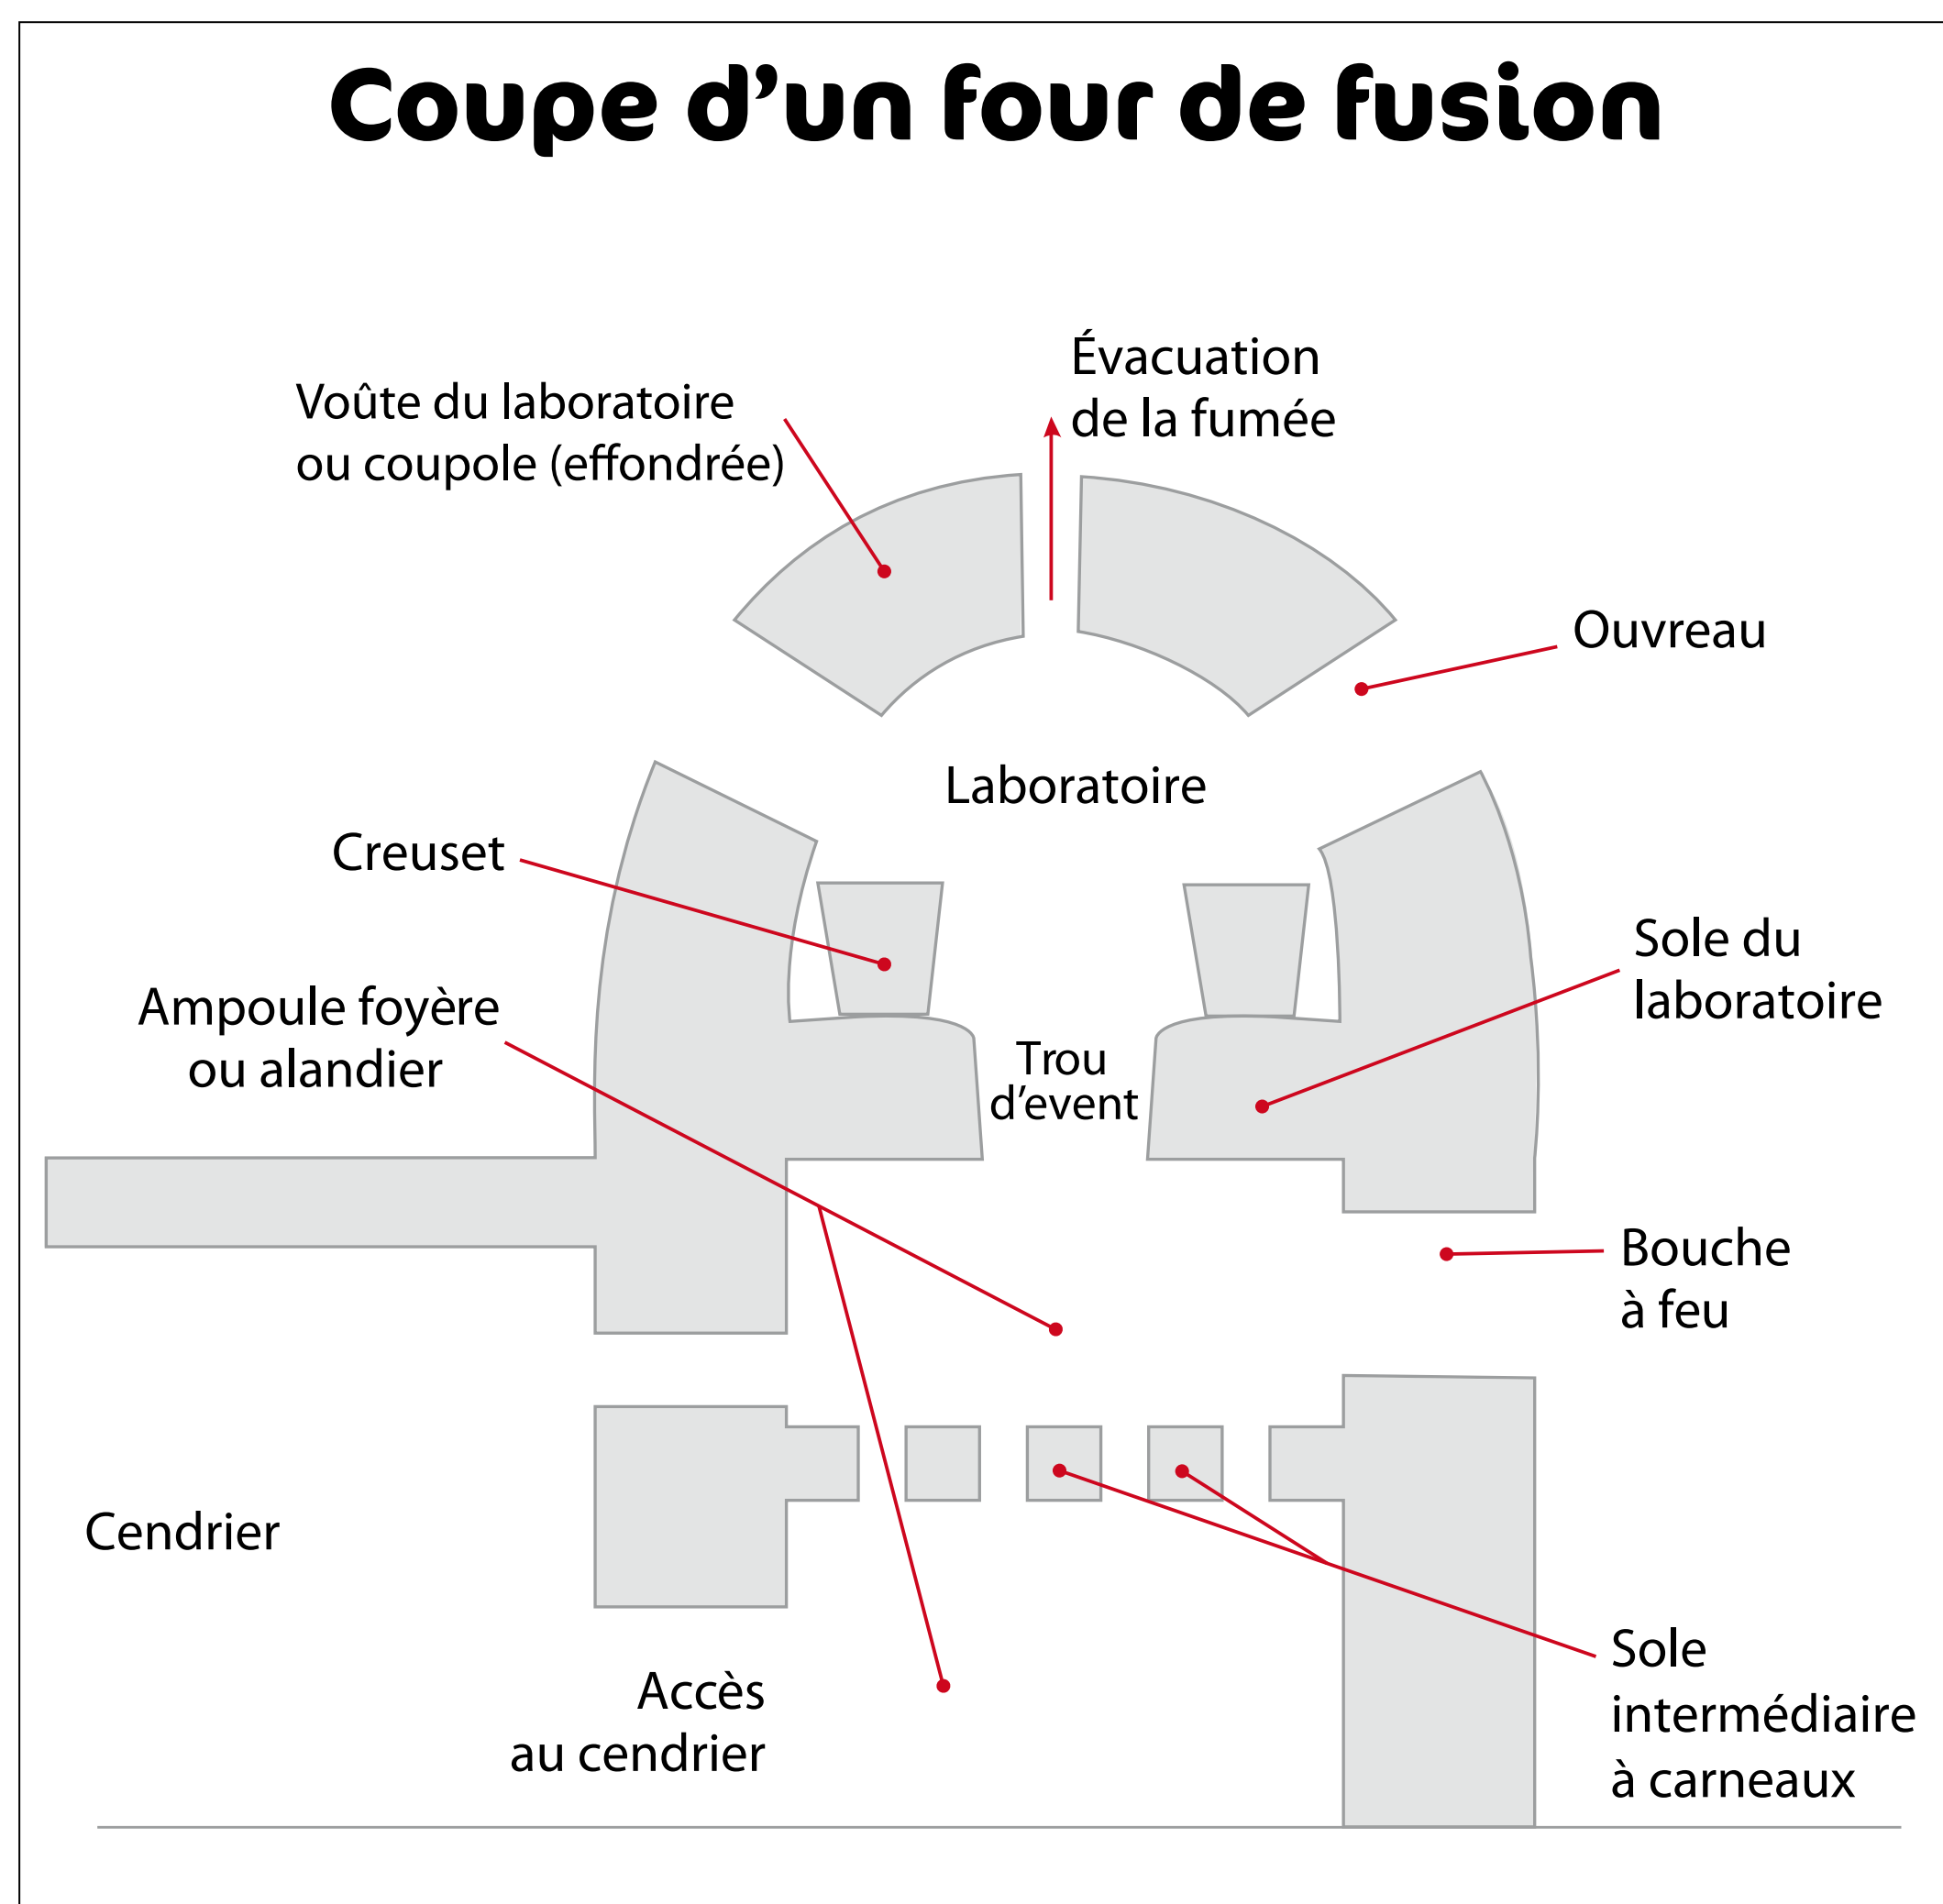 Coupe d’un four de fusion
Évacuation
de la fumée
Voûte du laboratoire
ou coupole (effondrée)
Ouvreau
Laboratoire
Creuset
Sole du
laboratoire
Ampoule foyère
ou alandier
Trou
d’event
Bouche
à feu
Cendrier
Sole
intermédiaire
à carneaux
Accès
au cendrier